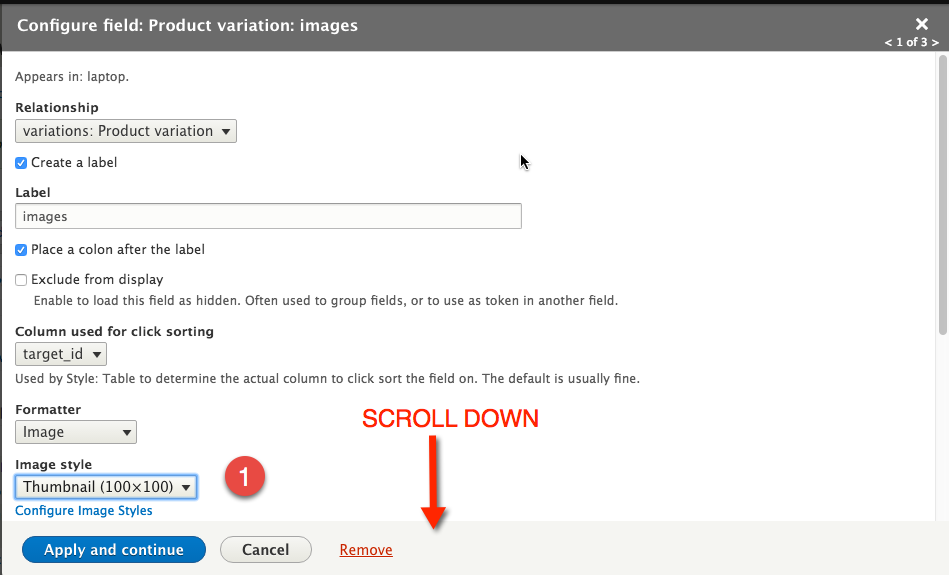 Configure field: Product variation: images
< 1 of 3 >
Appears in: laptop.
Relationship
variations: Product variation
Create a label
Label
images
Place a colon after the label
Exclude from display
Enable to load this field as hidden. Often used to group fields, or to use as token in another field.
Column used for click sorting
target_id
Used by Style: Table to determine the actual column to click sort the field on. The default is usually fine.
Formatter
SCROLL DOWN
Image
Image style
Thumbnail (100×100)
1
Configure Image Styles
Apply and continue Cancel Remove